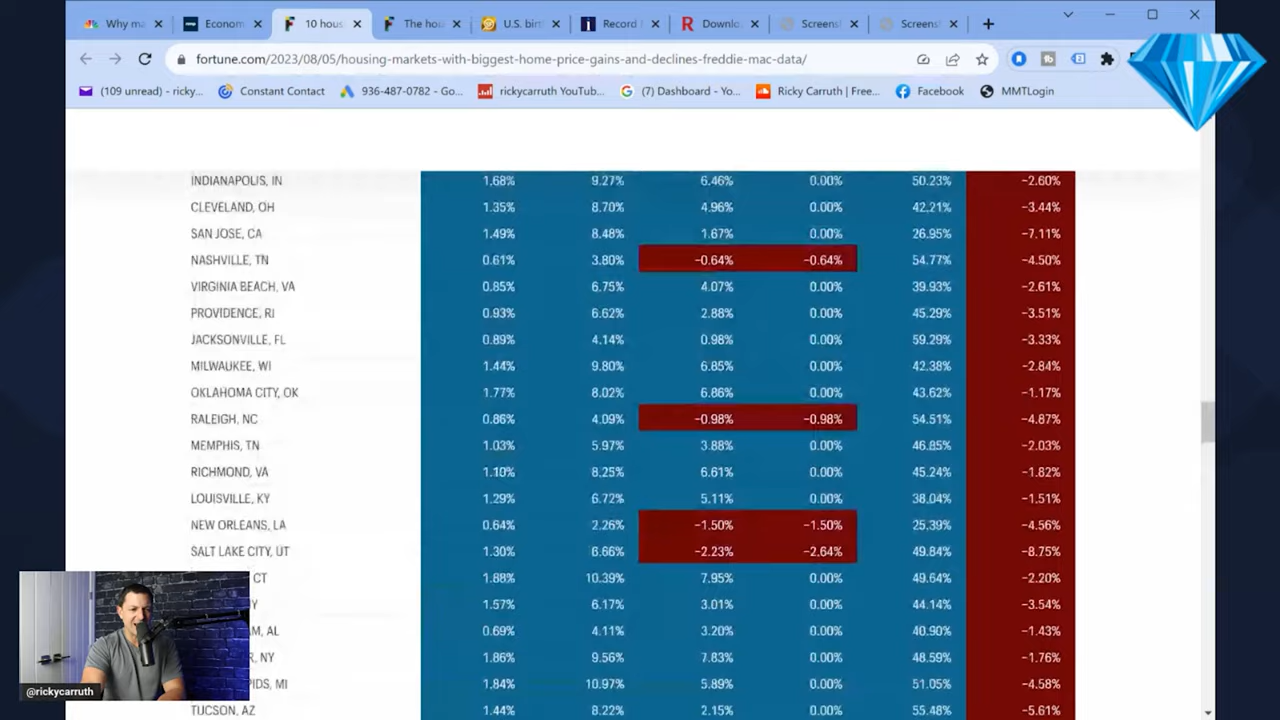 Why ma
Econom
10 hous
The hou
U.S. birt
Record
Downlo
Screensh
Screensh
fortune.com/2023/08/05/housing-markets-with-biggest-home-price-gains-and-declines-freddie-mac-data/
(109 unread) - ricky...
Constant Contact
936-487-0782 - Go...
rickycarruth YouTub...
(7) Dashboard - Yo...
Ricky Carruth | Free...
Facebook
MMTLogin
INDIANAPOLIS, IN 1.68% 9.27% 6.46% 0.00% 50.23% −2.60%
CLEVELAND, OH 1.35% 8.70% 4.96% 0.00% 42.21% −3.44%
SAN JOSE, CA 1.49% 8.48% 1.67% 0.00% 26.95% −7.11%
NASHVILLE, TN 0.61% 3.80% −0.64% −0.64% 54.77% −4.50%
VIRGINIA BEACH, VA 0.85% 6.75% 4.07% 0.00% 39.93% −2.61%
PROVIDENCE, RI 0.93% 6.62% 2.88% 0.00% 45.29% −3.51%
JACKSONVILLE, FL 0.89% 4.14% 0.98% 0.00% 59.29% −3.33%
MILWAUKEE, WI 1.44% 9.80% 6.85% 0.00% 42.38% −2.84%
OKLAHOMA CITY, OK 1.77% 8.02% 6.86% 0.00% 43.62% −1.17%
RALEIGH, NC 0.86% 4.09% −0.98% −0.98% 54.51% −4.87%
MEMPHIS, TN 1.03% 5.97% 3.88% 0.00% 46.85% −2.03%
RICHMOND, VA 1.10% 8.25% 6.61% 0.00% 45.24% −1.82%
LOUISVILLE, KY 1.29% 6.72% 5.11% 0.00% 38.04% −1.51%
NEW ORLEANS, LA 0.64% 2.26% −1.50% −1.50% 25.39% −4.56%
SALT LAKE CITY, UT 1.30% 6.66% −2.23% −2.64% 49.84% −8.75%
CT 1.88% 10.39% 7.95% 0.00% 49.64% −2.20%
Y 1.57% 6.17% 3.01% 0.00% 44.14% −3.54%
AM, AL 0.69% 4.11% 3.20% 0.00% 40.90% −1.43%
R, NY 1.86% 9.56% 7.83% 0.00% 48.59% −1.76%
PIDS, MI 1.84% 10.97% 5.89% 0.00% 51.05% −4.58%
TUCSON, AZ 1.44% 8.22% 2.15% 0.00% 55.48% −5.61%
@rickycarruth